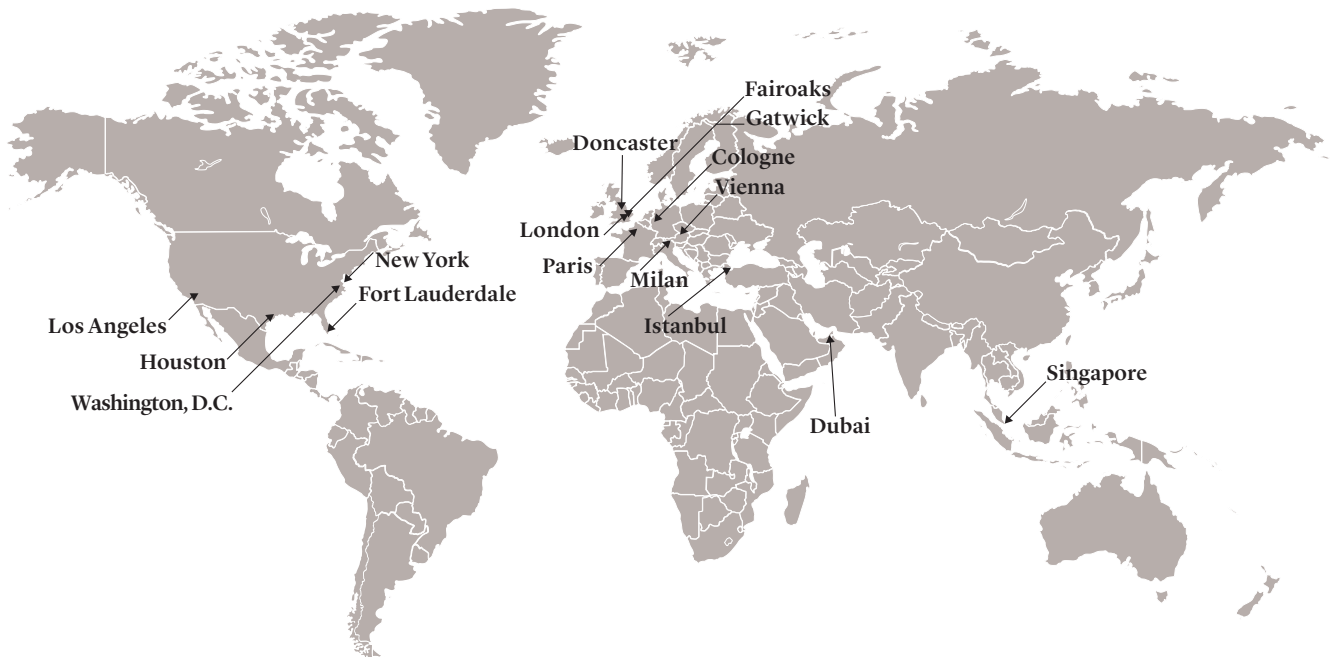 Fairoaks
Gatwick
Doncaster
Cologne
Vienna
London
Paris
Milan
New York
Fort Lauderdale
Los Angeles
Istanbul
Houston
Singapore
Washington, D.C.
Dubai